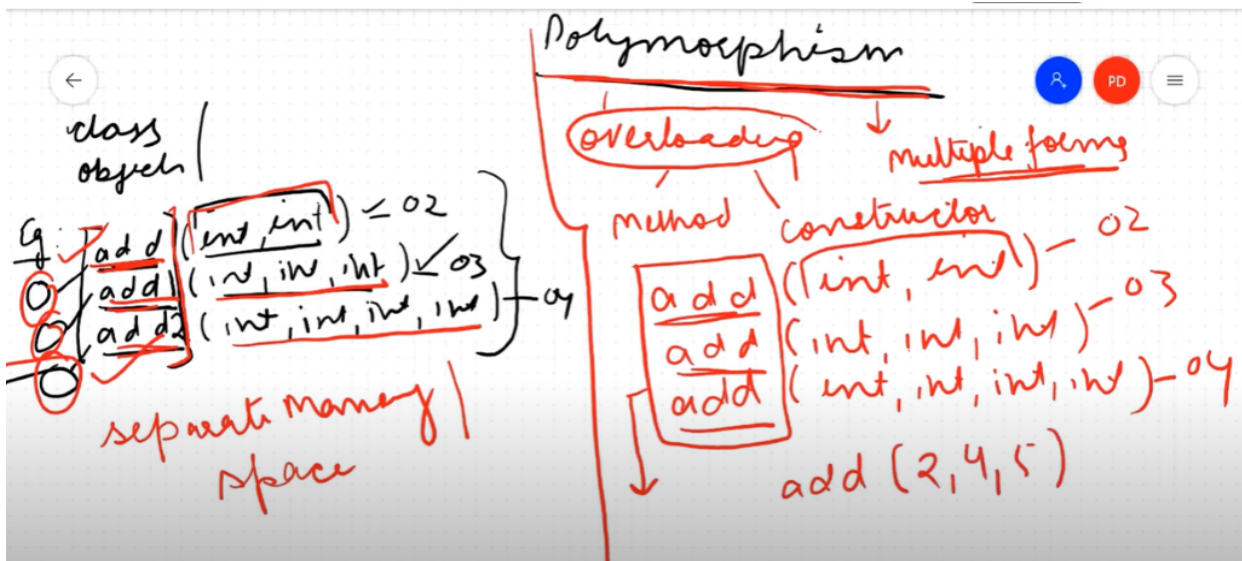 Polymorphism
PD
class
objects
overloading
multiple forms
method
constructor
Eg:
add (int, int) 02
add1 (int, int, int) 03
add2 (int, int, int, int) - 04
separate
space
add (int, int) - 02
add (int, int, int) - 03
add (int, int, int, int) - 04
add (2, 4, 5)